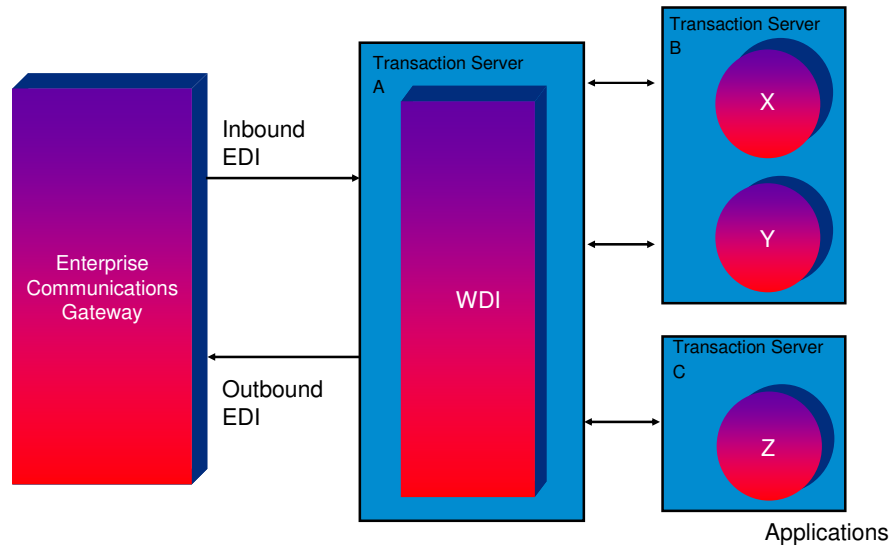 Enterprise
Communications
Gateway
Inbound
EDI
Outbound
EDI
Transaction Server
A
WDI
Transaction Server
B
X
Y
Transaction Server
C
Z
Applications